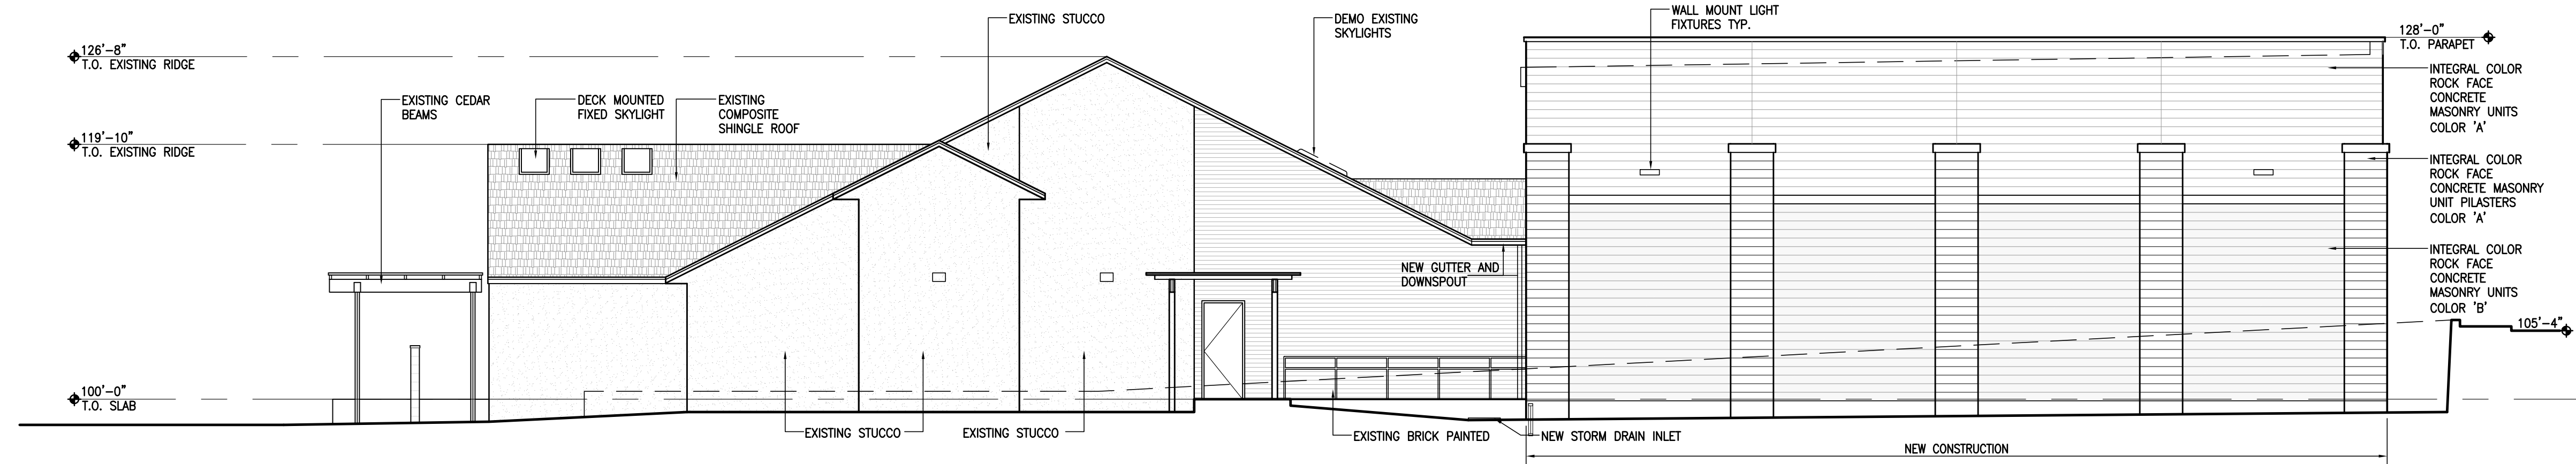 EXISTING STUCCO
DEMO EXISTING
SKYLIGHTS
WALL MOUNT LIGHT
FIXTURES TYP.
126'-8"
T.O. EXISTING RIDGE
128'-0"
T.O. PARAPET
EXISTING CEDAR
BEAMS
DECK MOUNTED
FIXED SKYLIGHT
EXISTING
COMPOSITE
SHINGLE ROOF
INTEGRAL COLOR
ROCK FACE
CONCRETE
MASONRY UNITS
COLOR 'A'
119'-10"
T.O. EXISTING RIDGE
INTEGRAL COLOR
ROCK FACE
CONCRETE MASONRY
UNIT PILASTERS
COLOR 'A'
NEW GUTTER AND
DOWNSPOUT
INTEGRAL COLOR
ROCK FACE
CONCRETE
MASONRY UNITS
COLOR 'B'
105'-4"
100'-0"
T.O. SLAB
EXISTING STUCCO
EXISTING STUCCO
EXISTING BRICK PAINTED
NEW STORM DRAIN INLET
NEW CONSTRUCTION